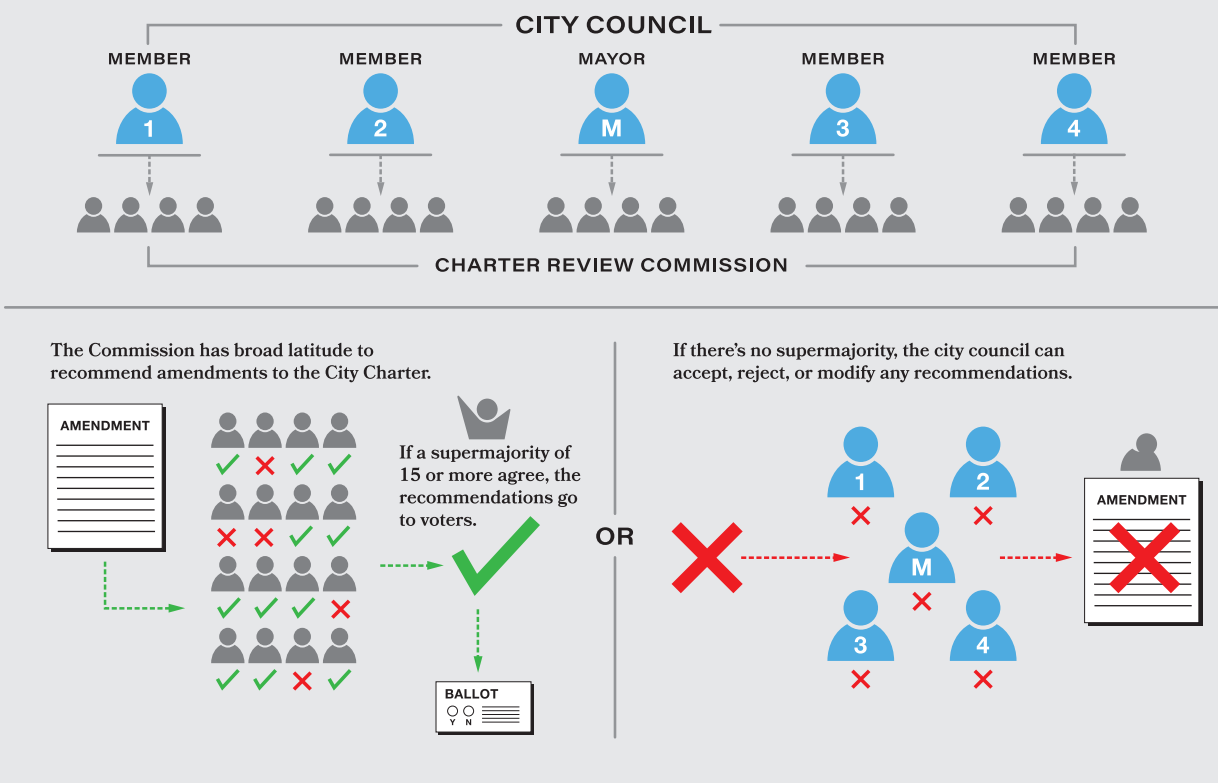 CITY COUNCIL
MEMBER
MEMBER
MAYOR
MEMBER
MEMBER
1
2
M
3
4
CHARTER REVIEW COMMISSION
The Commission has broad latitude to
recommend amendments to the City Charter.
AMENDMENT
If a supermajority of
15 or more agree, the
recommendations go
to voters.
BALLOT
Y N
OR
If there's no supermajority, the city council can
accept, reject, or modify any recommendations.
1
2
M
3
4
AMENDMENT